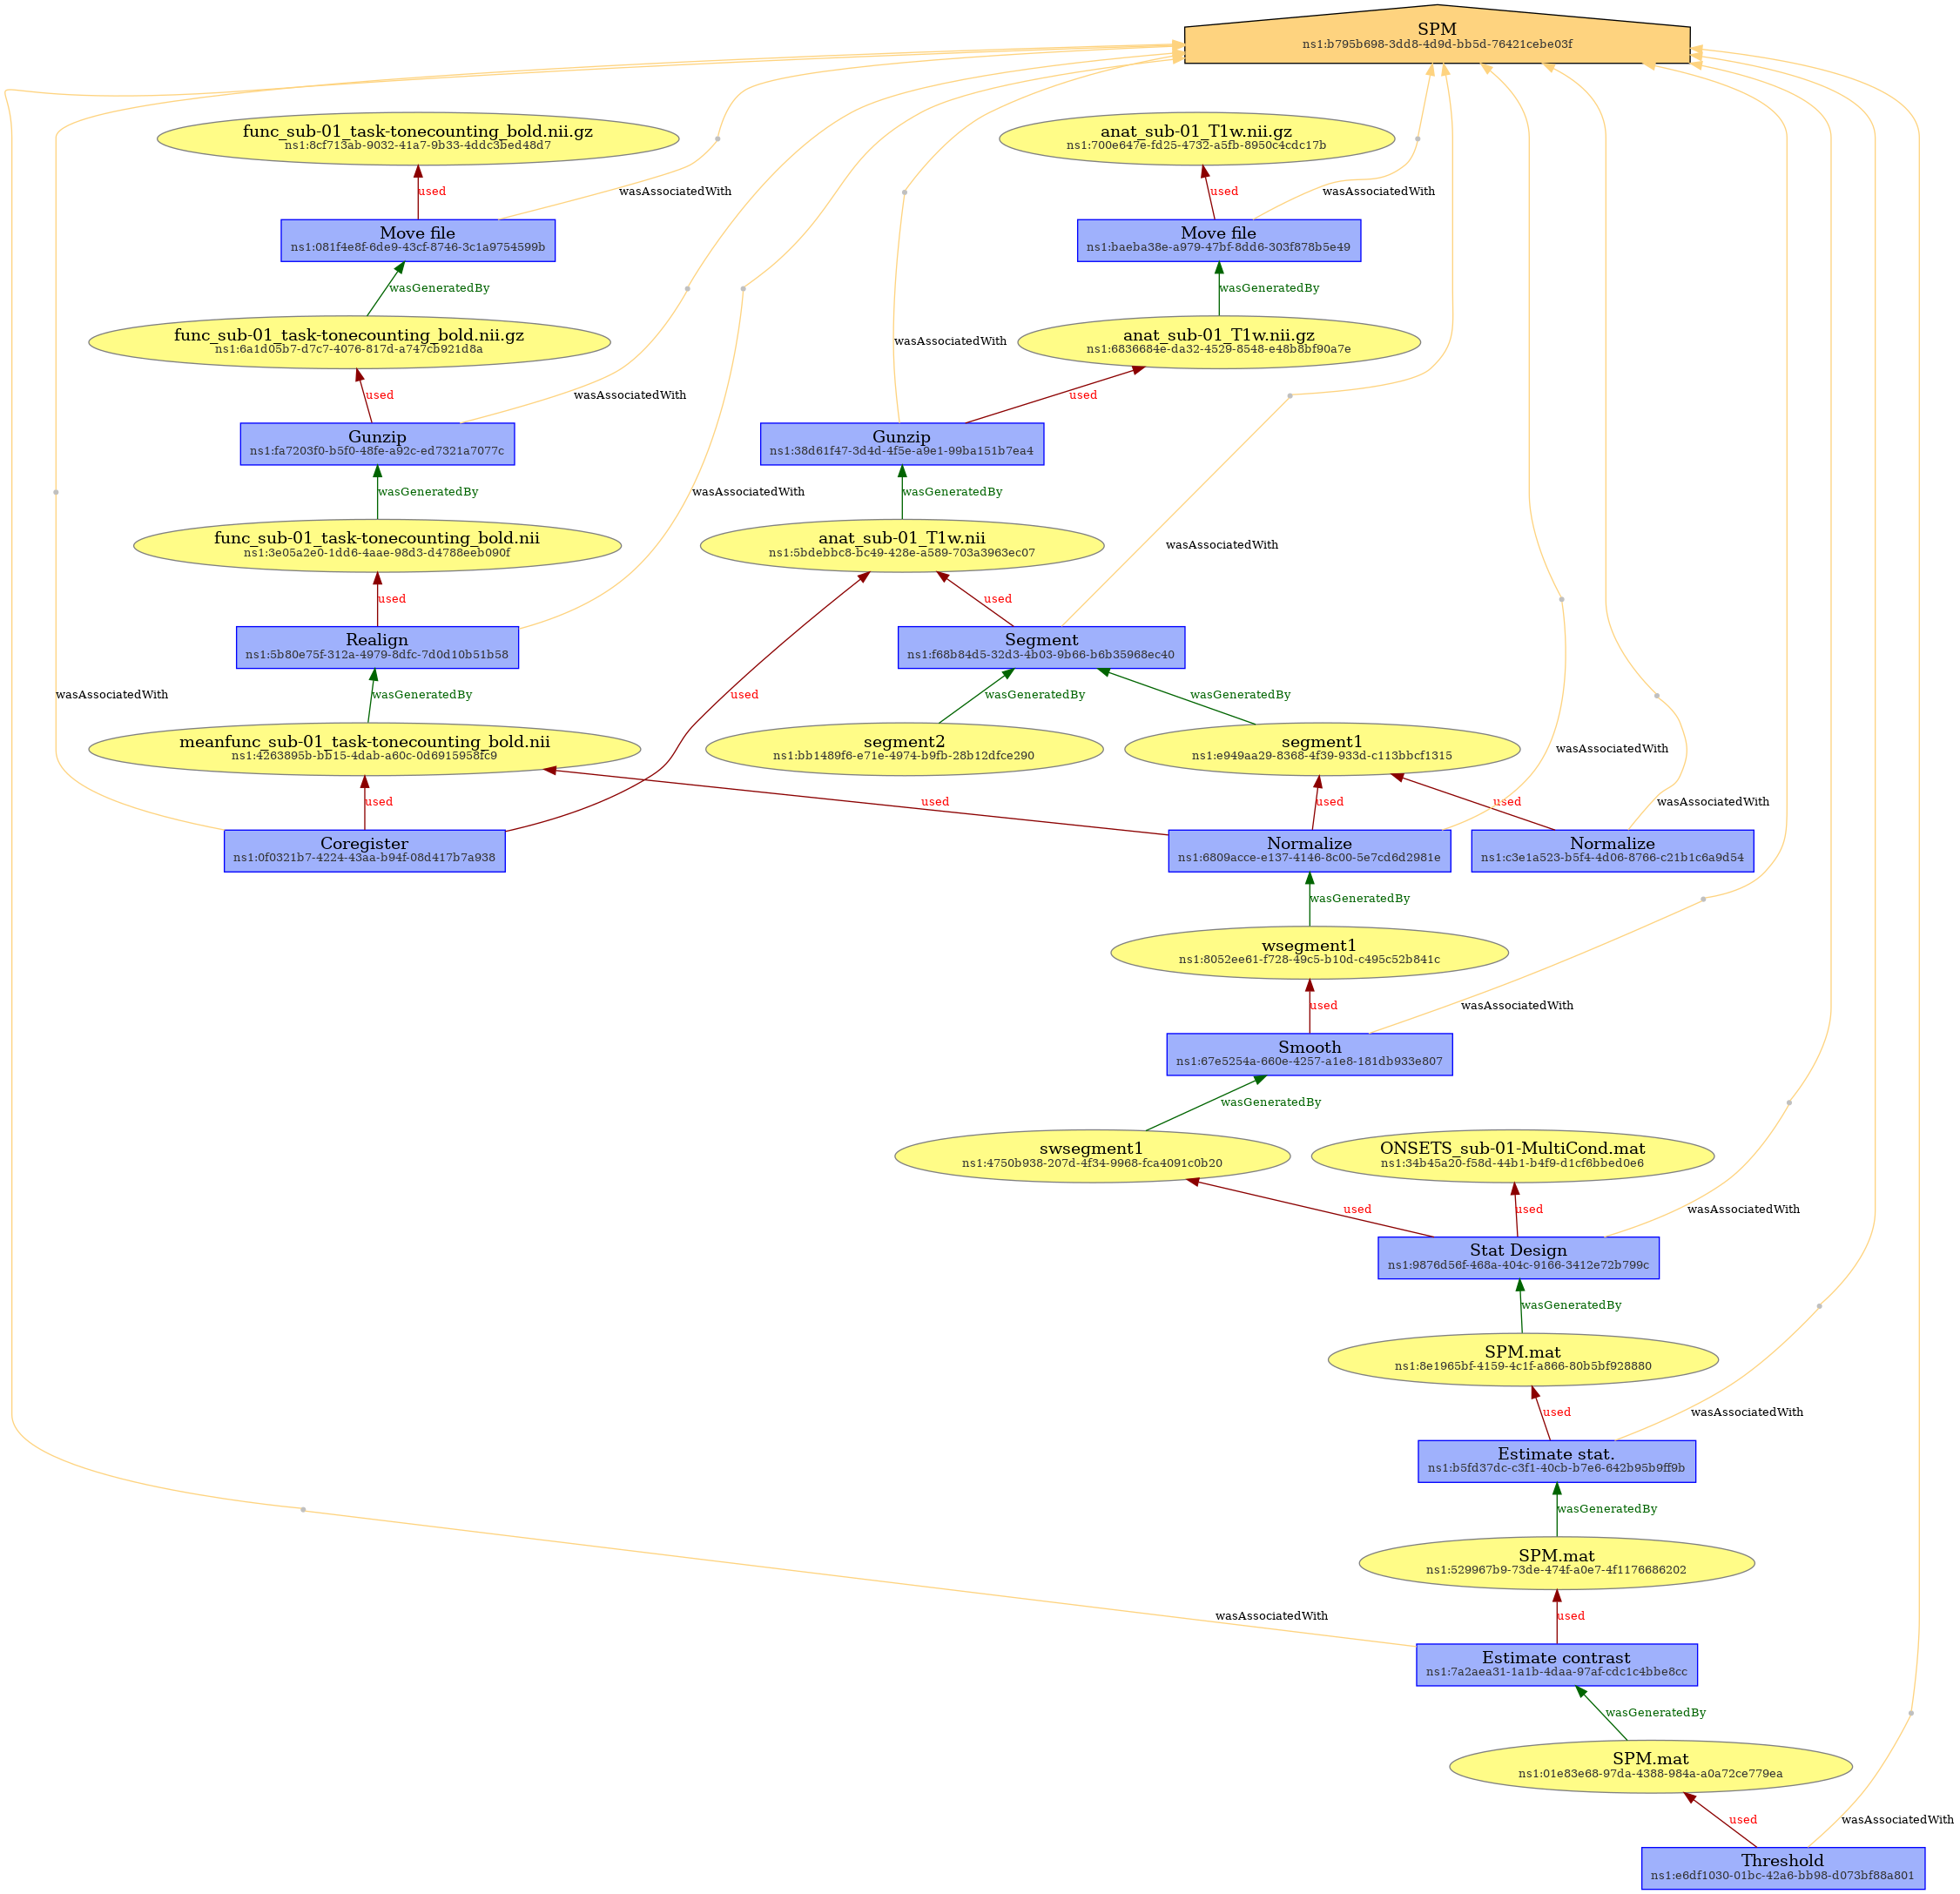 SPM
ns1:b795b698-3dd8-4d9d-bb5d-76421cebe03f
func_sub-01_task-tonecounting_bold.nii.gz
ns1:8cf713ab-9032-41a7-9b33-4ddc3bed48d7
anat_sub-01_T1w.nii.gz
ns1:700e647e-fd25-4732-a5fb-8950c4cdc17b
used
wasAssociatedWith
used
wasAssociatedWith
Move file
ns1:081f4e8f-6de9-43cf-8746-3c1a9754599b
Move file
ns1:baeba38e-a979-47bf-8dd6-303f878b5e49
wasGeneratedBy
wasGeneratedBy
func_sub-01_task-tonecounting_bold.nii.gz
ns1:6a1d05b7-d7c7-4076-817d-a747cb921d8a
wasAssociatedWith
anat_sub-01_T1w.nii.gz
ns1:6836684e-da32-4529-8548-e48b8bf90a7e
used
wasAssociatedWith
used
Gunzip
ns1:fa7203f0-b5f0-48fe-a92c-ed7321a7077c
Gunzip
ns1:38d61f47-3d4d-4f5e-a9e1-99ba151b7ea4
wasGeneratedBy
wasAssociatedWith
wasGeneratedBy
func_sub-01_task-tonecounting_bold.nii
ns1:3e05a2e0-1dd6-4aae-98d3-d4788eeb090f
anat_sub-01_T1w.nii
ns1:5bdebbc8-bc49-428e-a589-703a3963ec07
wasAssociatedWith
used
used
Realign
ns1:5b80e75f-312a-4979-8dfc-7d0d10b51b58
Segment
ns1:f68b84d5-32d3-4b03-9b66-b6b35968ec40
wasAssociatedWith
wasGeneratedBy
used
wasGeneratedBy
wasGeneratedBy
meanfunc_sub-01_task-tonecounting_bold.nii
ns1:4263895b-bb15-4dab-a60c-0d6915958fc9
segment2
ns1:bb1489f6-e71e-4974-b9fb-28b12dfce290
segment1
ns1:e949aa29-8368-4f39-933d-c113bbcf1315
wasAssociatedWith
used
used
used
used
wasAssociatedWith
Coregister
ns1:0f0321b7-4224-43aa-b94f-08d417b7a938
Normalize
ns1:6809acce-e137-4146-8c00-5e7cd6d2981e
Normalize
ns1:c3e1a523-b5f4-4d06-8766-c21b1c6a9d54
wasGeneratedBy
wsegment1
ns1:8052ee61-f728-49c5-b10d-c495c52b841c
used
wasAssociatedWith
Smooth
ns1:67e5254a-660e-4257-a1e8-181db933e807
wasGeneratedBy
swsegment1
ns1:4750b938-207d-4f34-9968-fca4091c0b20
ONSETS_sub-01-MultiCond.mat
ns1:34b45a20-f58d-44b1-b4f9-d1cf6bbed0e6
used
used
wasAssociatedWith
Stat Design
ns1:9876d56f-468a-404c-9166-3412e72b799c
wasGeneratedBy
SPM.mat
ns1:8e1965bf-4159-4c1f-a866-80b5bf928880
used
wasAssociatedWith
Estimate stat.
ns1:b5fd37dc-c3f1-40cb-b7e6-642b95b9ff9b
wasGeneratedBy
SPM.mat
ns1:529967b9-73de-474f-a0e7-4f1176686202
wasAssociatedWith
used
Estimate contrast
ns1:7a2aea31-1a1b-4daa-97af-cdc1c4bbe8cc
wasGeneratedBy
SPM.mat
ns1:01e83e68-97da-4388-984a-a0a72ce779ea
used
wasAssociatedWith
Threshold
ns1:e6df1030-01bc-42a6-bb98-d073bf88a801